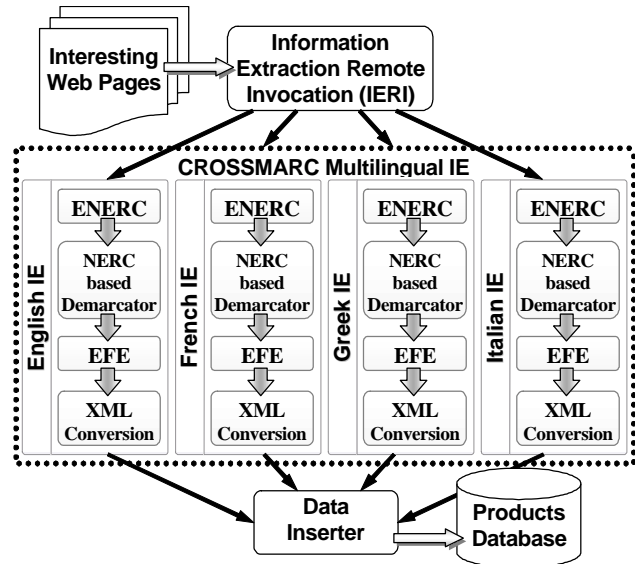 Interesting
Web Pages
Information
Extraction Remote
Invocation (IERI)
CROSSMARC Multilingual IE
English IE
ENERC
NERC
based
Demarcator
EFE
XML
Conversion
French IE
ENERC
NERC
based
Demarcator
EFE
XML
Conversion
Greek IE
ENERC
NERC
based
Demarcator
EFE
XML
Conversion
Italian IE
ENERC
NERC
based
Demarcator
EFE
XML
Conversion
Data
Inserter
Products
Database